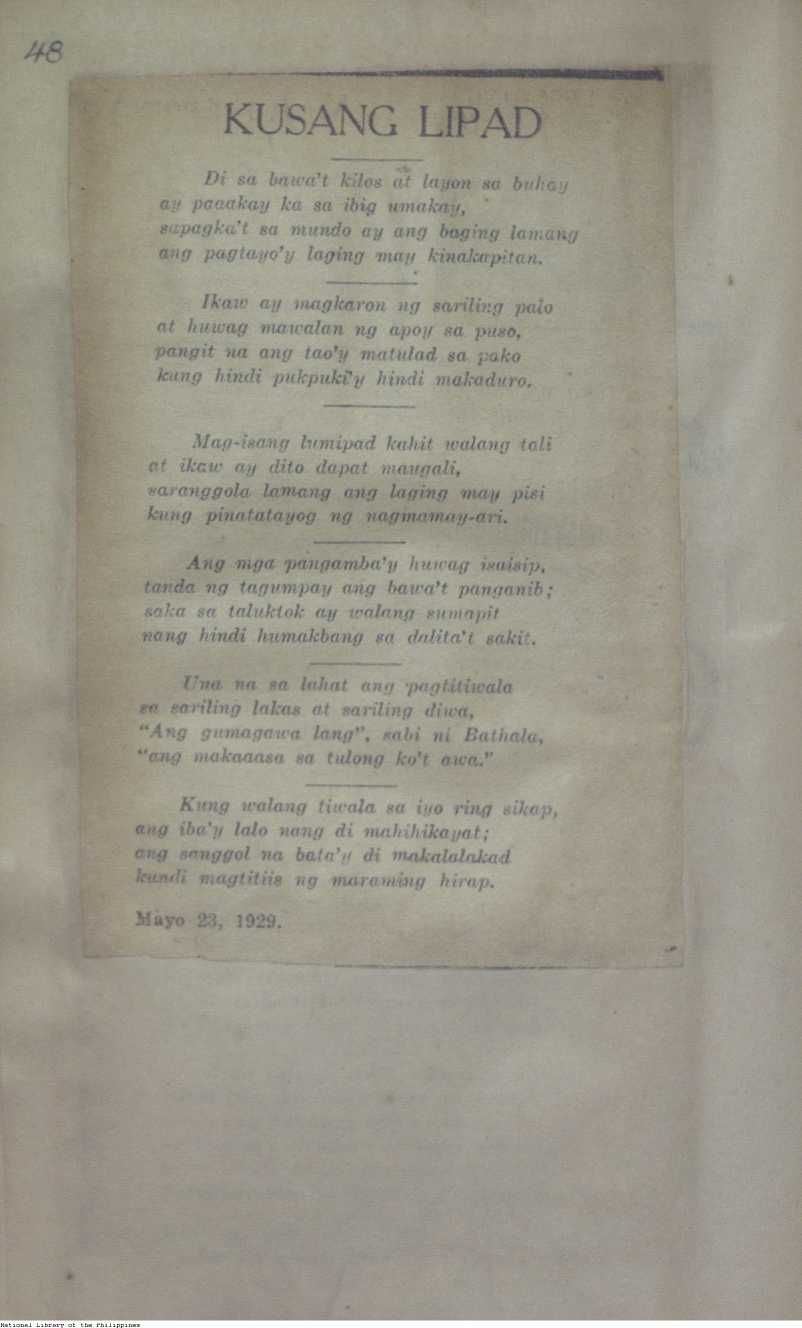 48
KUSANG LIPAD
Di sa bawa't kilos at layon sa buhay
ay paaakay ka sa ibig umakay,
sapagka't sa mundo ay ang baging lamang
ang pagtayo'y laging may kinakapitan.
Ikaw ay magkaron ng sariling palo
at huwag mawalan ng apoy sa puso,
pangit na ang tao'y matulad sa pako
kung hindi pukpuki'y hindi makaduro.
Mag-isang lumipad kahit walang tali
at ikaw ay dito dapat maugali,
saranggola lamang ang laging may pisi
kung pinatatayog ng nagmamay-ari.
Ang mga pangamba'y huwag isaisip,
tanda ng tagumpay ang bawa't panganib;
saka sa taluktok ay walang sumapit
nang hindi humakbang sa dalita't sakit.
Una na sa lahat ang pagtitiwala
sa sariling lakas at sariling diwa,
"Ang gumagawa lang", sabi ni Bathala,
"ang makaaasa sa tulong ko't awa."
Kung walang tiwala sa iyo ring sikap,
ang iba'y lalo nang di mahihikayat;
ang sanggol na bata'y di makalalakad
kundi magtitiis ng maraming hirap.
Mayo 23, 1929.
National Library of the Philippines